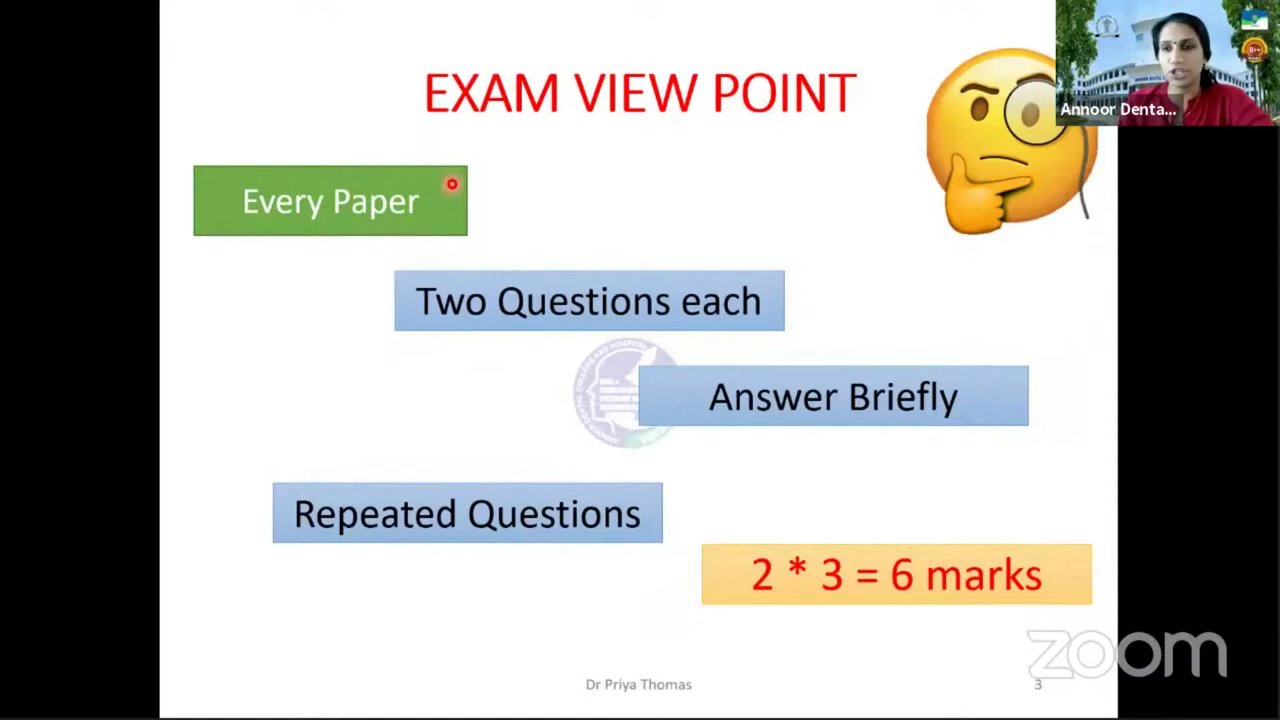 EXAM VIEW POINT
Annoor Denta...
Every Paper
Two Questions each
Answer Briefly
Repeated Questions
2 * 3 = 6 marks
zoom
Dr Priya Thomas
3